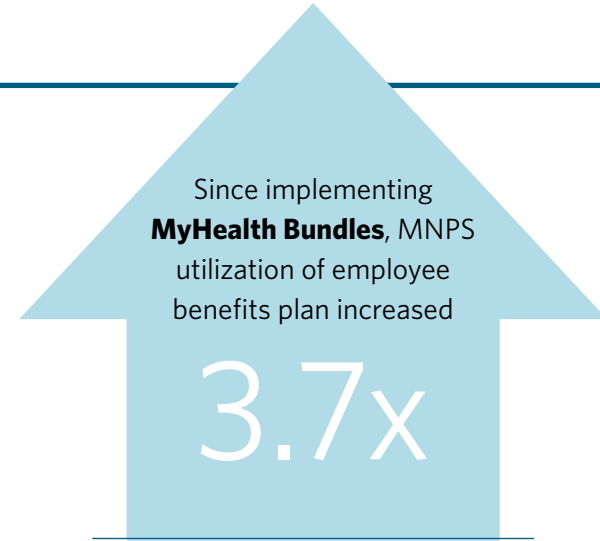 Since implementing
MyHealth Bundles, MNPS
utilization of employee
benefits plan increased
3.7x